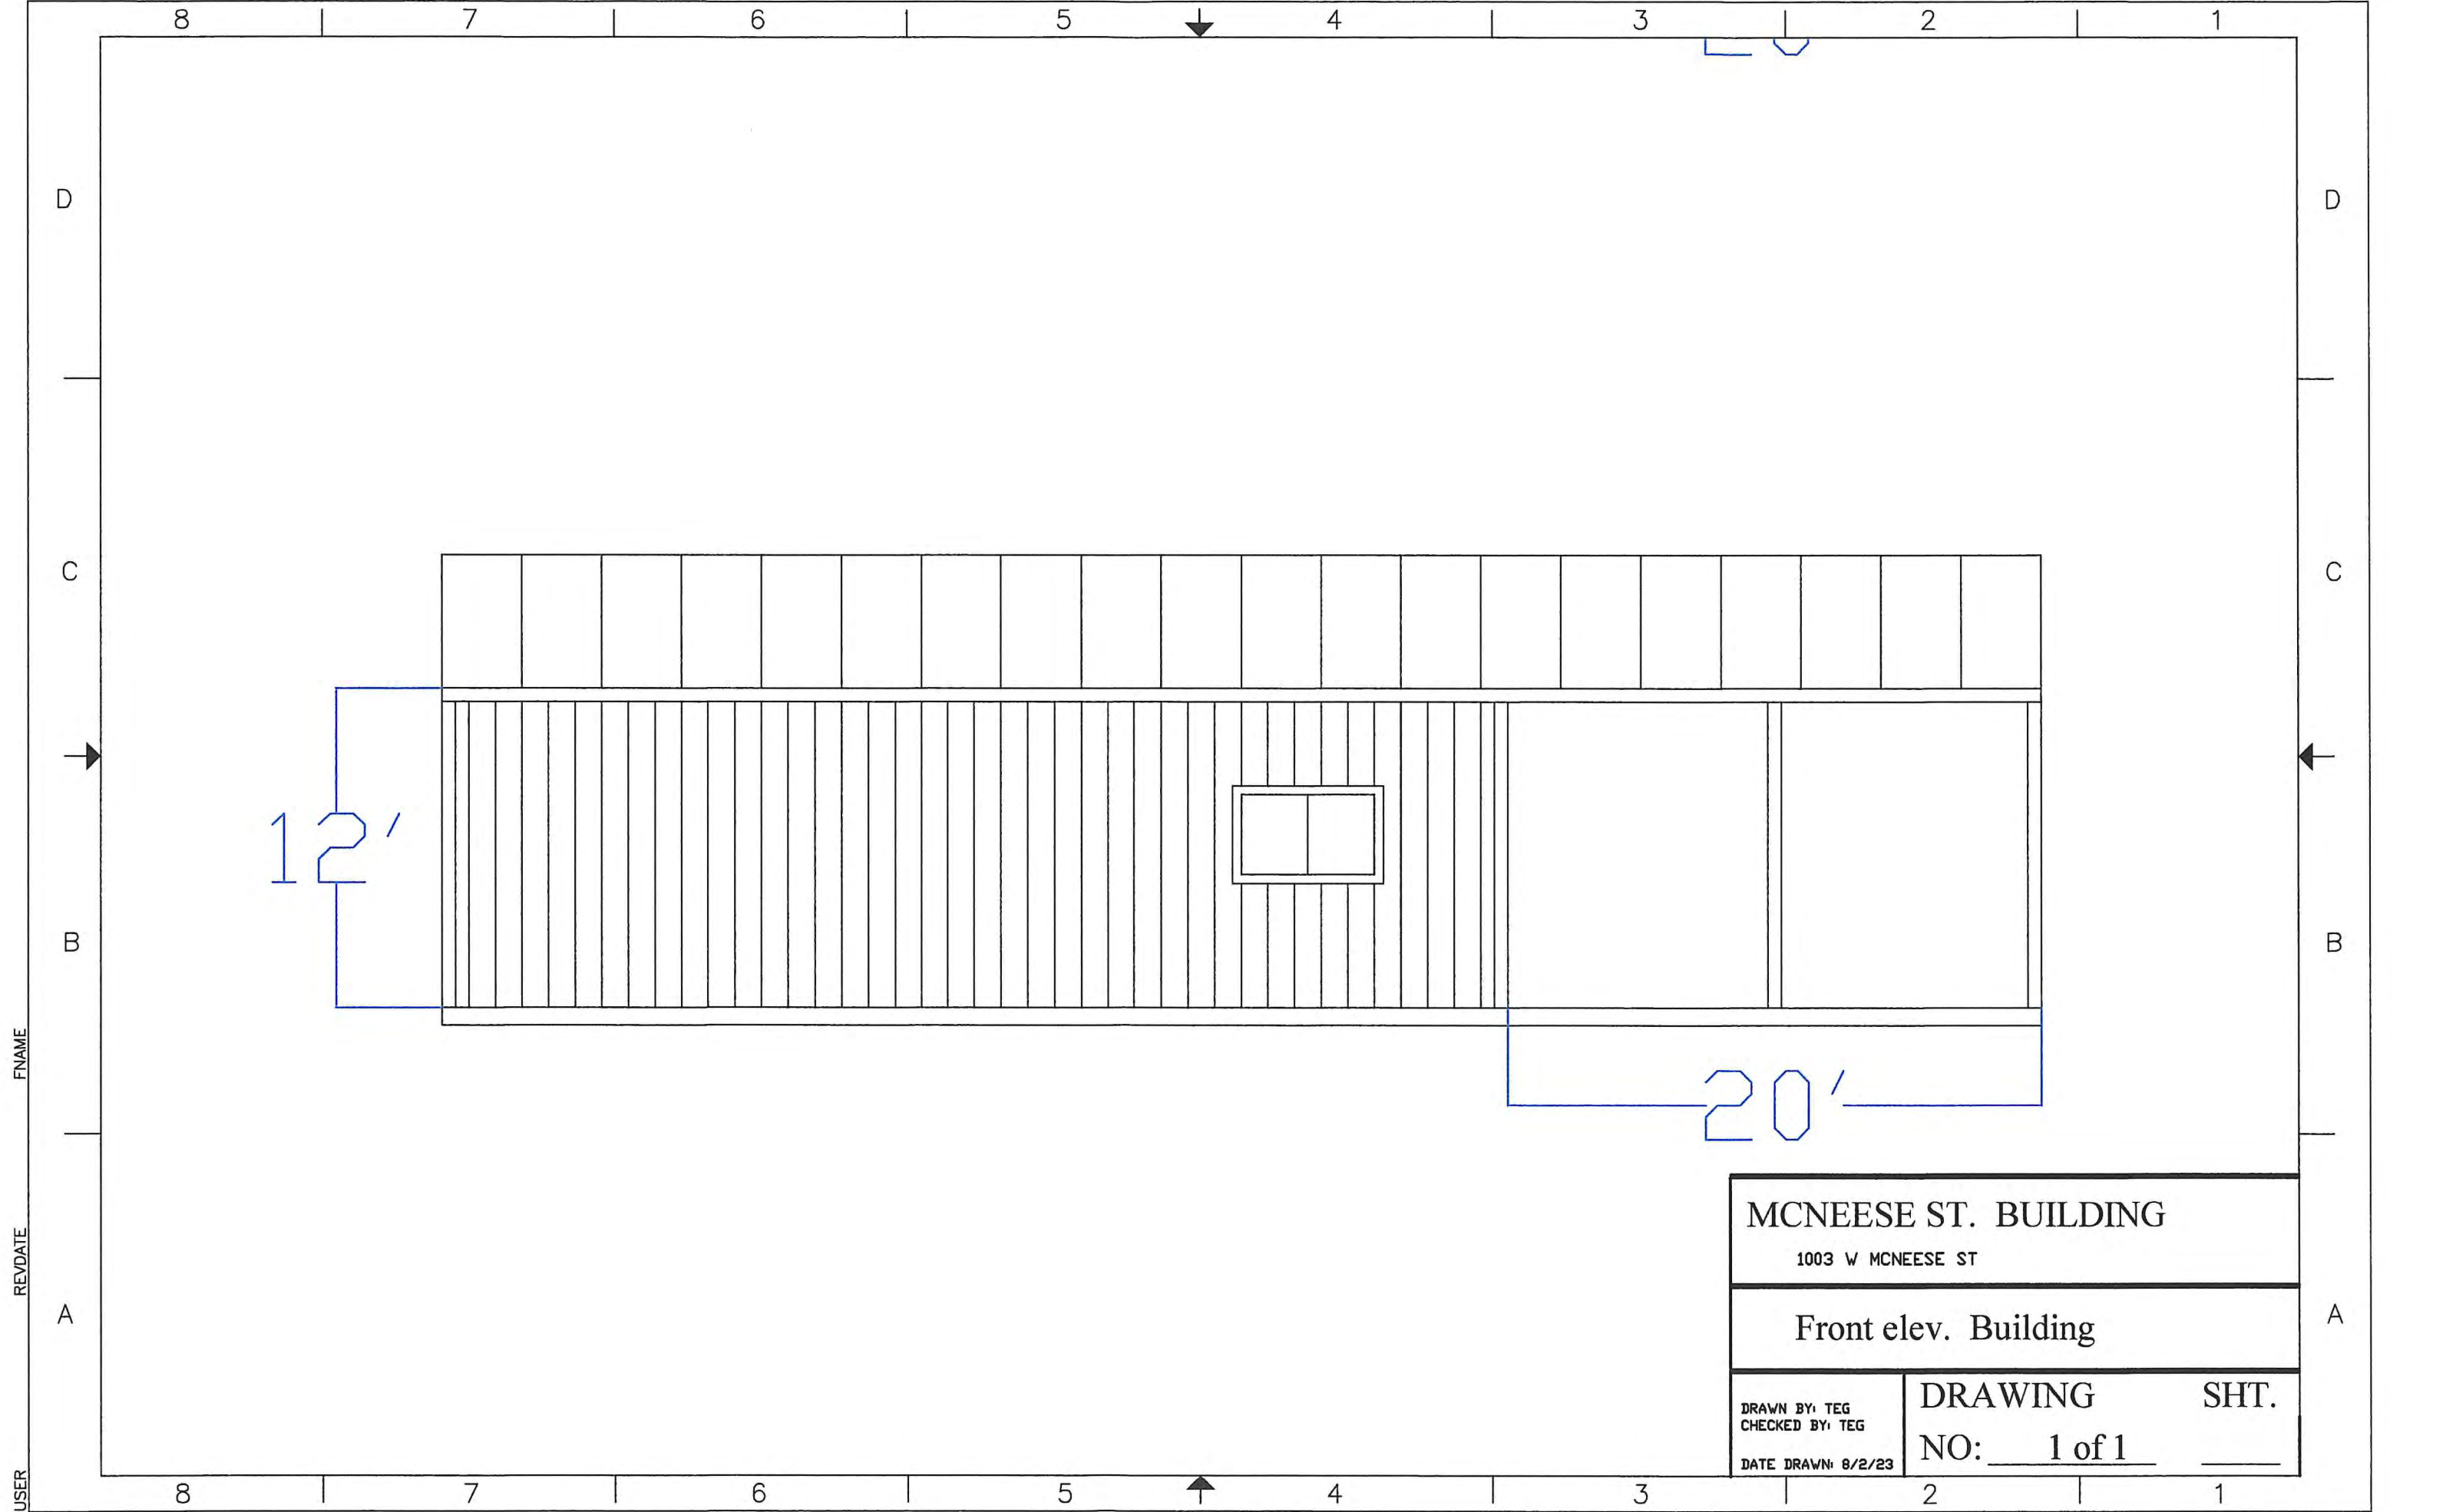 8 7 6 5 4 3 2 1
D D
C C
12'
B B
20'
FNAME
REVDATE
USER
MCNEESE ST. BUILDING
1003 W MCNEESE ST
A A
Front elev. Building
DRAWING SHT.
DRAWN BY: TEG
CHECKED BY: TEG
NO: 1 of 1
DATE DRAWN: 8/2/23
8 7 6 5 4 3 2 1